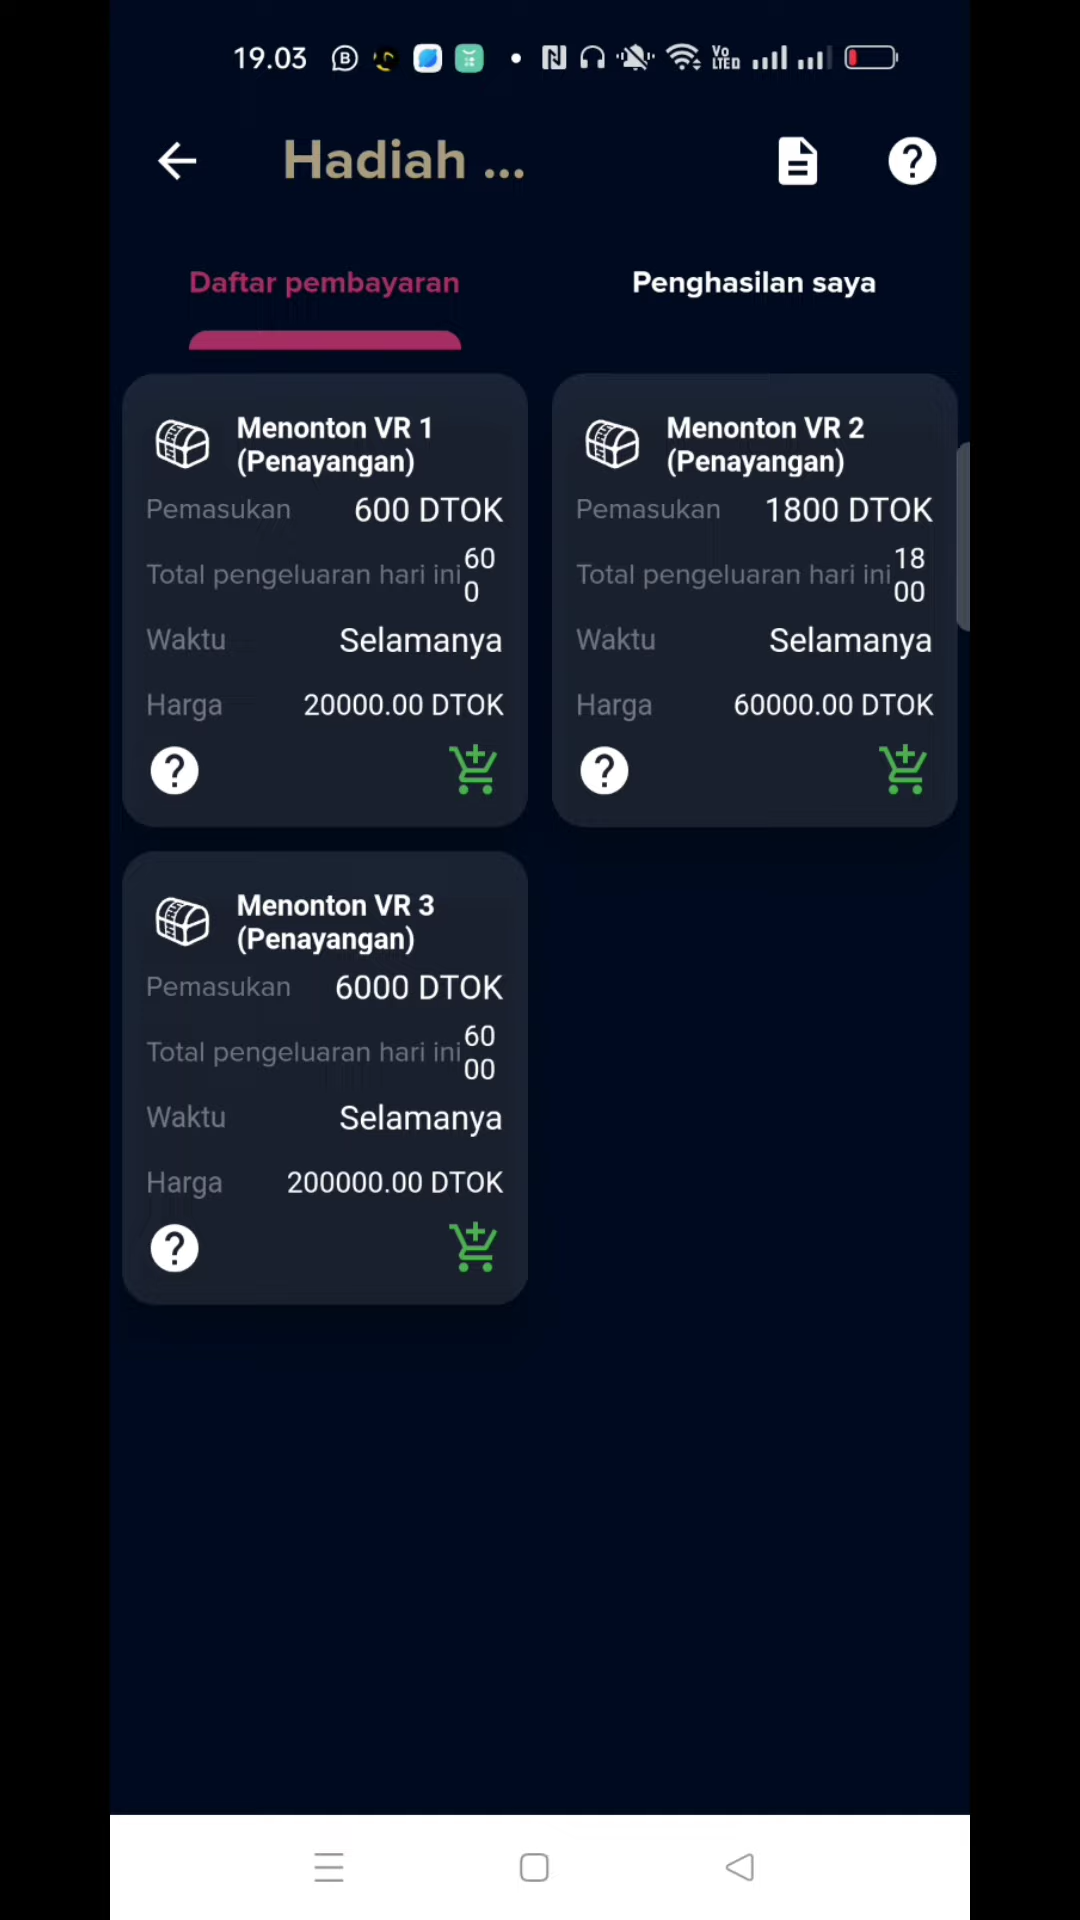 19.03
Hadiah ...
Daftar pembayaran
Penghasilan saya
Menonton VR 1
(Penayangan)
Pemasukan 600 DTOK
Total pengeluaran hari ini 60
0
Waktu Selamanya
Harga 20000.00 DTOK
Menonton VR 2
(Penayangan)
Pemasukan 1800 DTOK
Total pengeluaran hari ini 18
00
Waktu Selamanya
Harga 60000.00 DTOK
Menonton VR 3
(Penayangan)
Pemasukan 6000 DTOK
Total pengeluaran hari ini 60
00
Waktu Selamanya
Harga 200000.00 DTOK